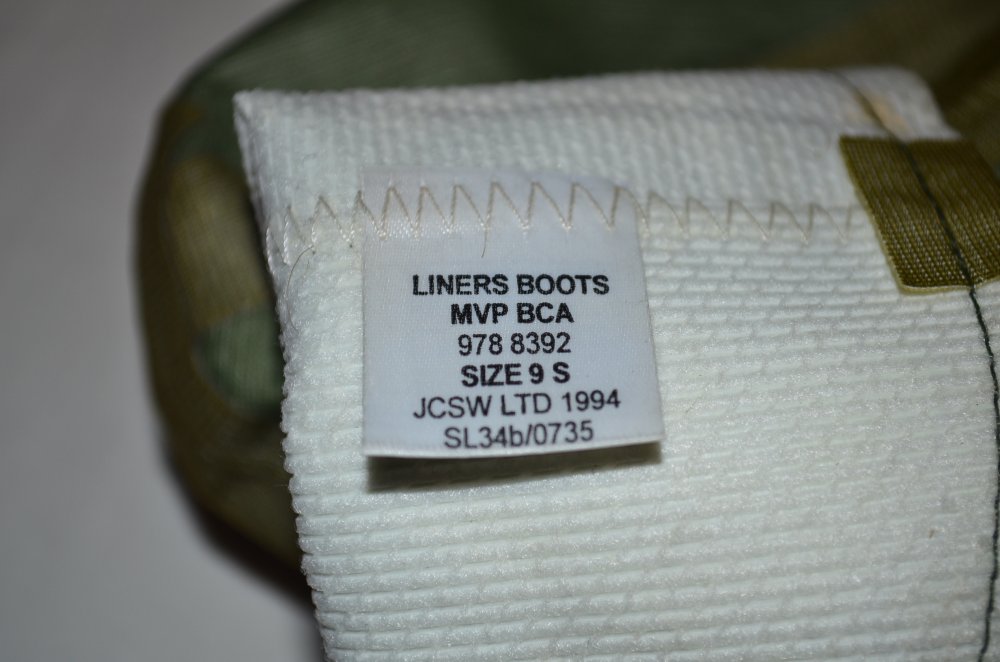 LINERS BOOTS
MVP BCA
978 8392
SIZE 9 S
JCSW LTD 1994
SL34b/0735